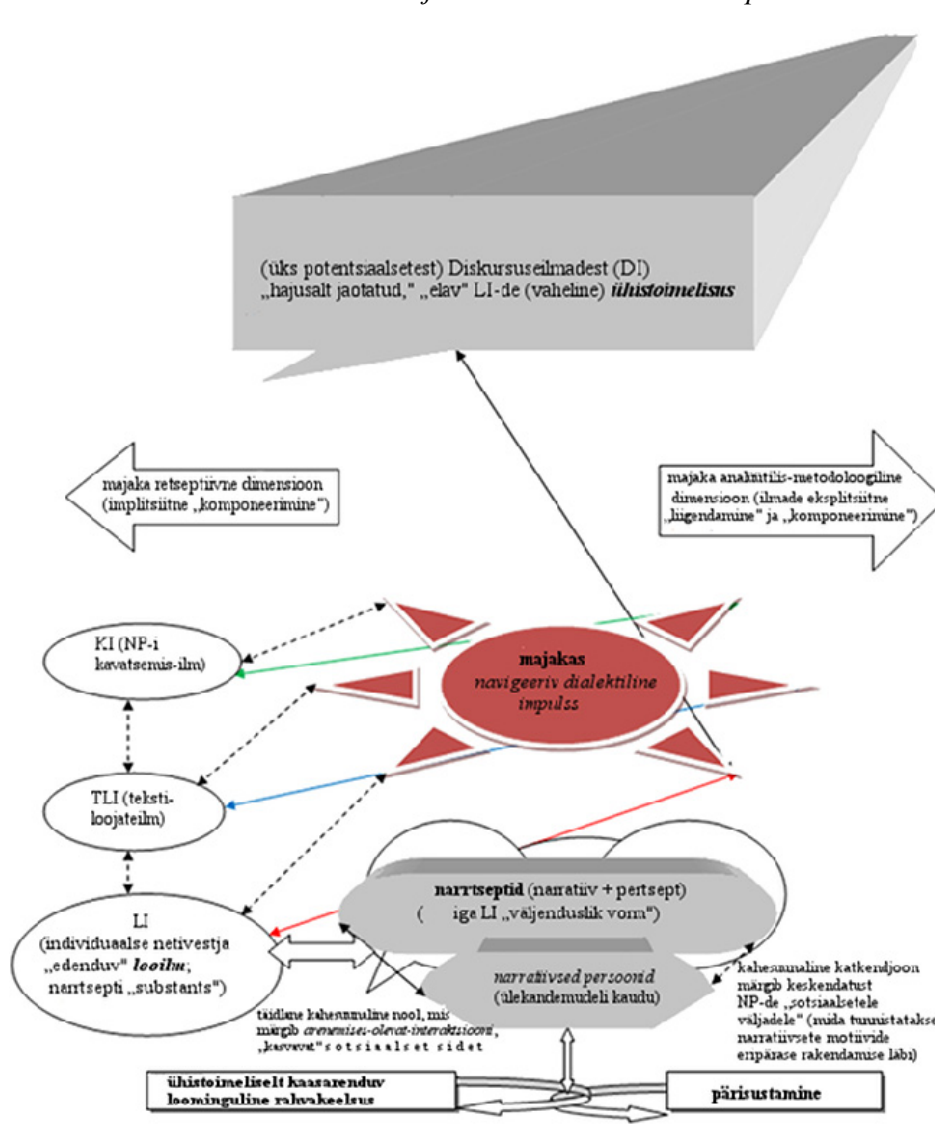 (üks potentsiaalsetest) Diskursuseilmadest (DI)
„hajusalt jaotatud," „elav" LI-de (vaheline) ühistoimelisus
majaka retseptiivne dimensioon
(implitsiitne „komponeerimine")
majaka analüütilis-metodoloogiline
dimensioon (ilmade eksplitsiitne
„liigendamine" ja „komponeerimine")
KI (NP-i
kavatsemis-ilm)
majakas
navigeeriv dialektiline
impulss
TLI (teksti-
loojateilm)
narrtseptid (narratiiv + pertsept)
( iga LI „väljenduslik vorm")
LI
(individuaalse netivestja
„edenduv" looilm;
narrtsepti „substants")
narratiivsed persoonid
(ülekandemudeli kaudu)
täidlane kahesuunaline nool, mis
märgib arenemises-olevat-interaktsiooni,
„kasvavat" sotsiaalset sidet
kahesuunaline katkendjoon
märgib keskendatust
NP-de „sotsiaalsetele
väljadele" (mida tunnistatakse
narratiivsete motiivide
eripärase rakendamise läbi)
ühistoimeliselt kaasarenduv
loominguline rahvakeelsus
pärisustamine